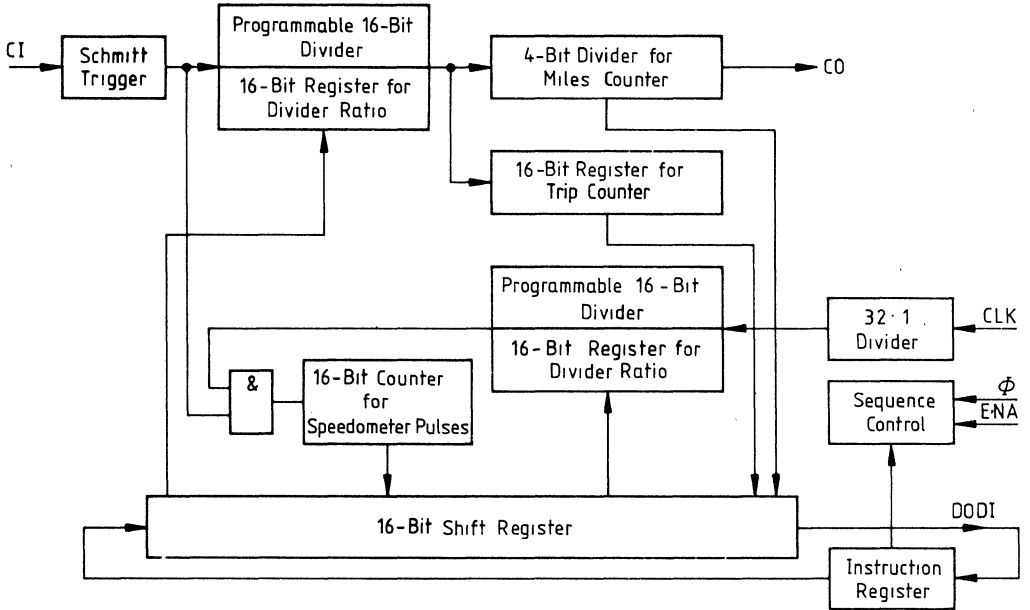 CI
Schmitt
Trigger
Programmable 16-Bit
Divider
16-Bit Register for
Divider Ratio
4-Bit Divider for
Miles Counter
CO
16-Bit Register for
Trip Counter
Programmable 16-Bit
Divider
16-Bit Register for
Divider Ratio
32·1
Divider
CLK
&
16-Bit Counter
for
Speedometer Pulses
Sequence
Control
Φ
E·NA
16-Bit Shift Register
DODI
Instruction
Register